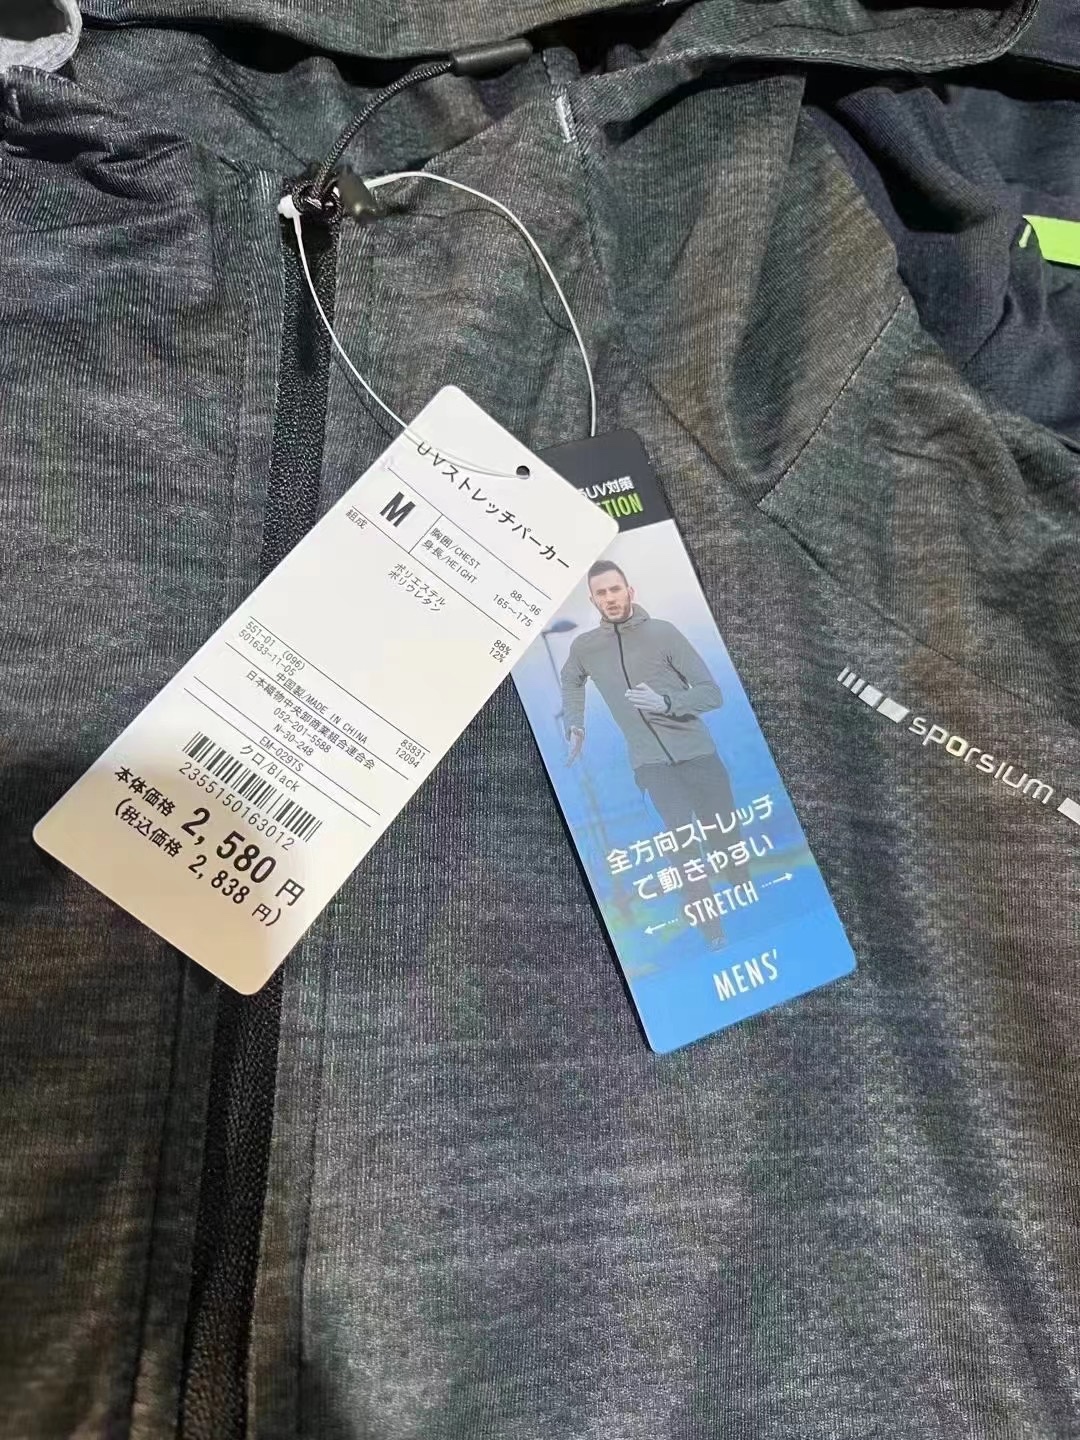 UVストレッチパーカー
M
胸囲/CHEST 88~96
身長/HEIGHT 165~175
組成
ポリエステル 88%
ポリウレタン 12%
551-01 (096)
501633-11-05
中国製/MADE IN CHINA 83831
日本織物中央卸商業組合連合会 12094
052-201-5588
N-30-248
EM-029TS
クロ/Black
2355150163012
本体価格 2,580 円
(税込価格 2,838 円)
UV対策
全方向ストレッチ
で動きやすい
STRETCH
MENS'
sporsium